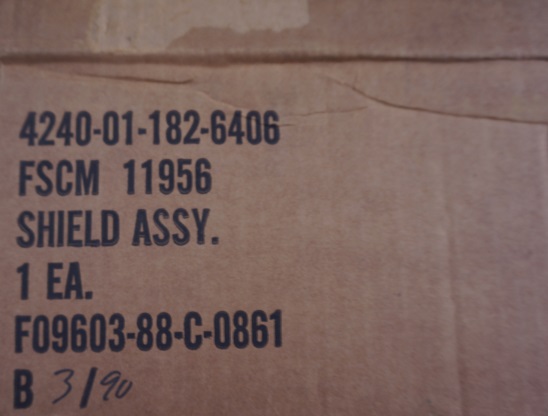 4240-01-182-6406
FSCM 11956
SHIELD ASSY.
1 EA.
F09603-88-C-0861
B 3/90